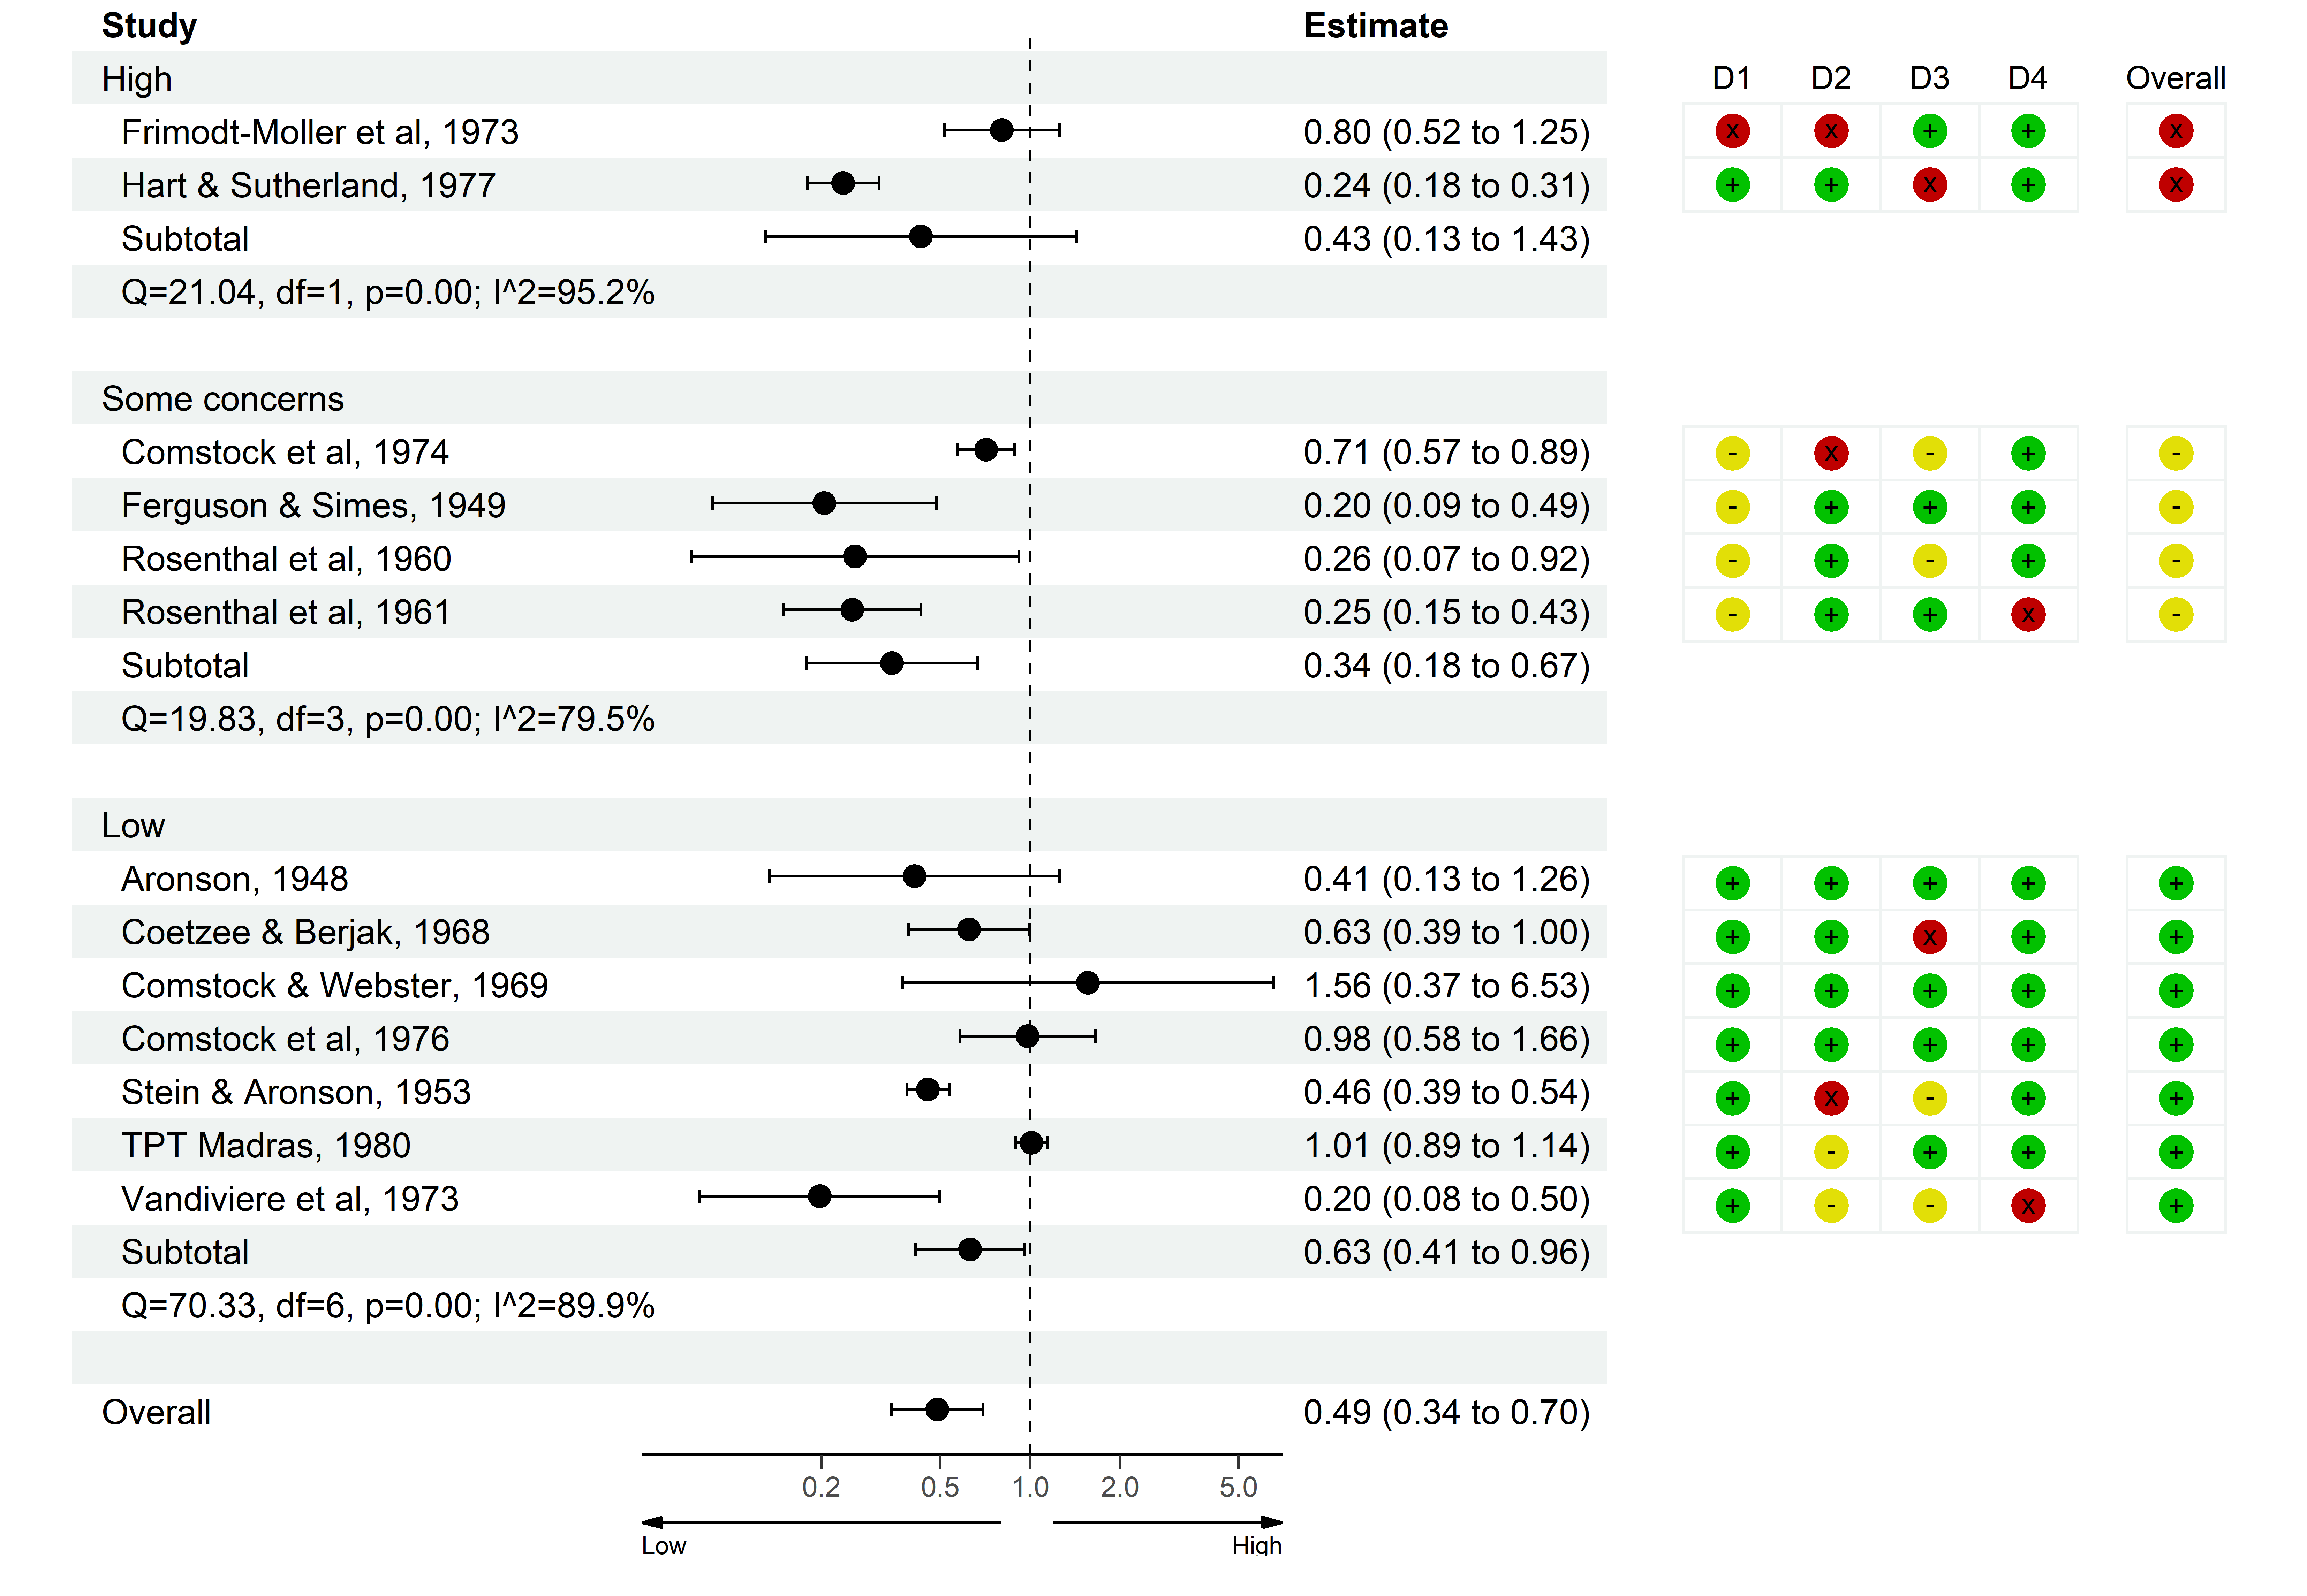 Study Estimate
High D1 D2 D3 D4 Overall
Frimodt-Moller et al, 1973 0.80 (0.52 to 1.25) x x + + x
Hart & Sutherland, 1977 0.24 (0.18 to 0.31) + + x + x
Subtotal 0.43 (0.13 to 1.43)
Q=21.04, df=1, p=0.00; I^2=95.2%
Some concerns
Comstock et al, 1974 0.71 (0.57 to 0.89) - x - + -
Ferguson & Simes, 1949 0.20 (0.09 to 0.49) - + + + -
Rosenthal et al, 1960 0.26 (0.07 to 0.92) - + - + -
Rosenthal et al, 1961 0.25 (0.15 to 0.43) - + + x -
Subtotal 0.34 (0.18 to 0.67)
Q=19.83, df=3, p=0.00; I^2=79.5%
Low
Aronson, 1948 0.41 (0.13 to 1.26) + + + + +
Coetzee & Berjak, 1968 0.63 (0.39 to 1.00) + + x + +
Comstock & Webster, 1969 1.56 (0.37 to 6.53) + + + + +
Comstock et al, 1976 0.98 (0.58 to 1.66) + + + + +
Stein & Aronson, 1953 0.46 (0.39 to 0.54) + x - + +
TPT Madras, 1980 1.01 (0.89 to 1.14) + - + + +
Vandiviere et al, 1973 0.20 (0.08 to 0.50) + - - x +
Subtotal 0.63 (0.41 to 0.96)
Q=70.33, df=6, p=0.00; I^2=89.9%
Overall 0.49 (0.34 to 0.70)
0.2 0.5 1.0 2.0 5.0
Low High